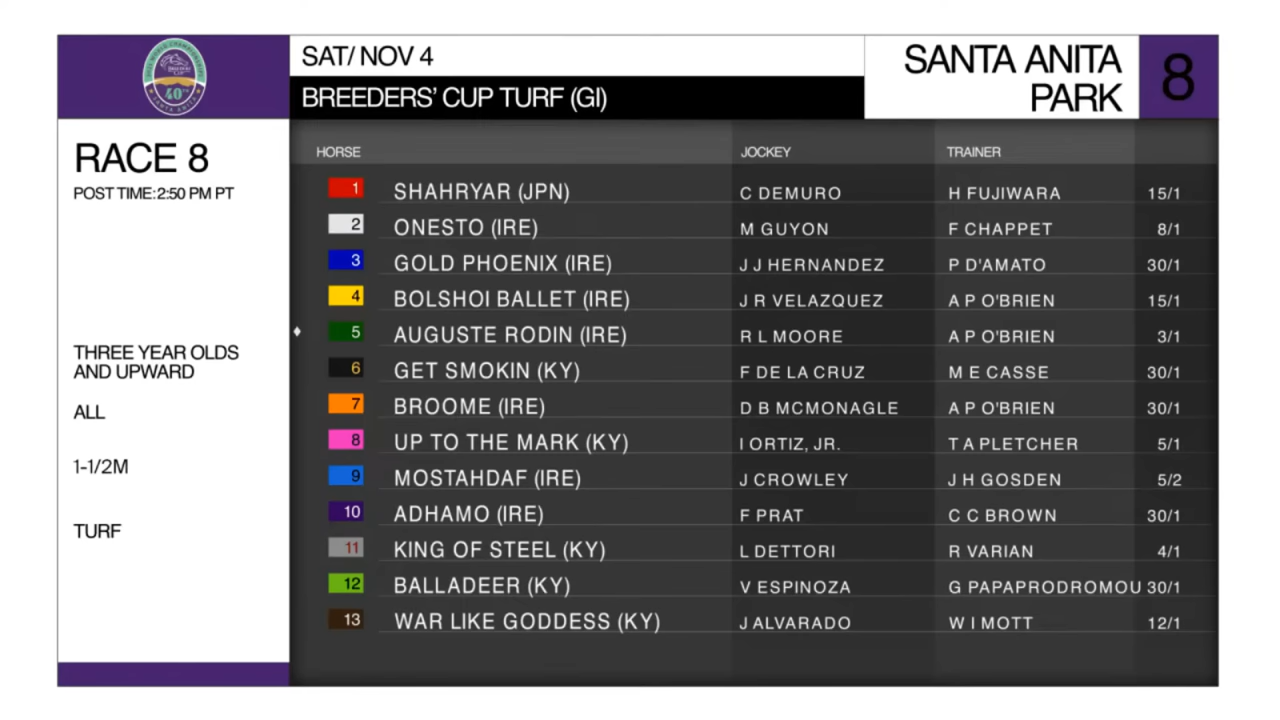 SAT/ NOV 4
BREEDERS' CUP TURF (GI)
SANTA ANITA
PARK
8
40TH
SANTA ANITA
RACE 8
POST TIME: 2:50 PM PT
THREE YEAR OLDS
AND UPWARD
ALL
1-1/2M
TURF
HORSE JOCKEY TRAINER
1 SHAHRYAR (JPN) C DEMURO H FUJIWARA 15/1
2 ONESTO (IRE) M GUYON F CHAPPET 8/1
3 GOLD PHOENIX (IRE) J J HERNANDEZ P D'AMATO 30/1
4 BOLSHOI BALLET (IRE) J R VELAZQUEZ A P O'BRIEN 15/1
5 AUGUSTE RODIN (IRE) R L MOORE A P O'BRIEN 3/1
6 GET SMOKIN (KY) F DE LA CRUZ M E CASSE 30/1
7 BROOME (IRE) D B MCMONAGLE A P O'BRIEN 30/1
8 UP TO THE MARK (KY) I ORTIZ, JR. T A PLETCHER 5/1
9 MOSTAHDAF (IRE) J CROWLEY J H GOSDEN 5/2
10 ADHAMO (IRE) F PRAT C C BROWN 30/1
11 KING OF STEEL (KY) L DETTORI R VARIAN 4/1
12 BALLADEER (KY) V ESPINOZA G PAPAPRODROMOU 30/1
13 WAR LIKE GODDESS (KY) J ALVARADO W I MOTT 12/1